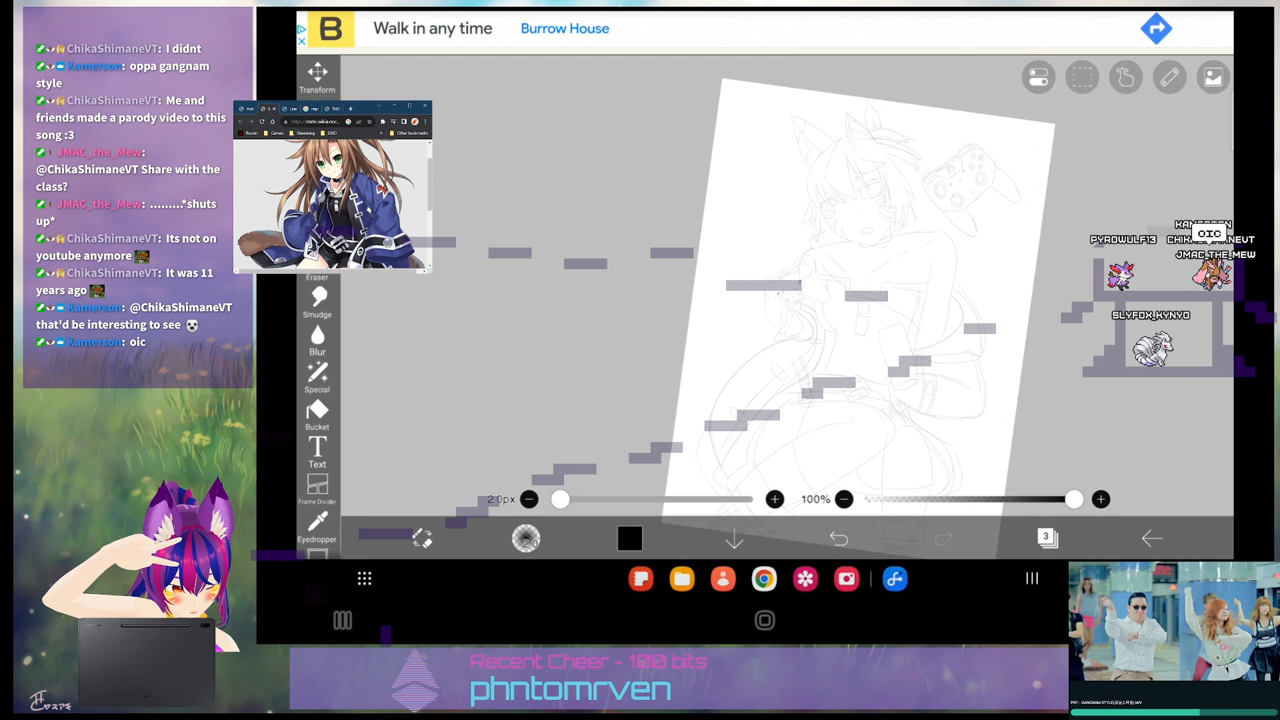 ChikaShimaneVT: I didnt
Kamerson: oppa gangnam
style
ChikaShimaneVT: Me and
friends made a parody video to this
song :3
JMAC_the_Mew:
@ChikaShimaneVT Share with the
class?
JMAC_the_Mew: .........*shuts
up*
ChikaShimaneVT: Its not on
youtube anymore
ChikaShimaneVT: It was 11
years ago
Kamerson: @ChikaShimaneVT
that'd be interesting to see
Kamerson: oic
B
Walk in any time
Burrow House
Transform
Eraser
Smudge
Blur
Special
Bucket
T
Text
Frame Divider
Eyedropper
2.0px
100%
3
OIC
PYROWULF13
JMAC_THE_MEW
SLYFOX_KYNYO
Recent Cheer - 100 bits
phntomrven